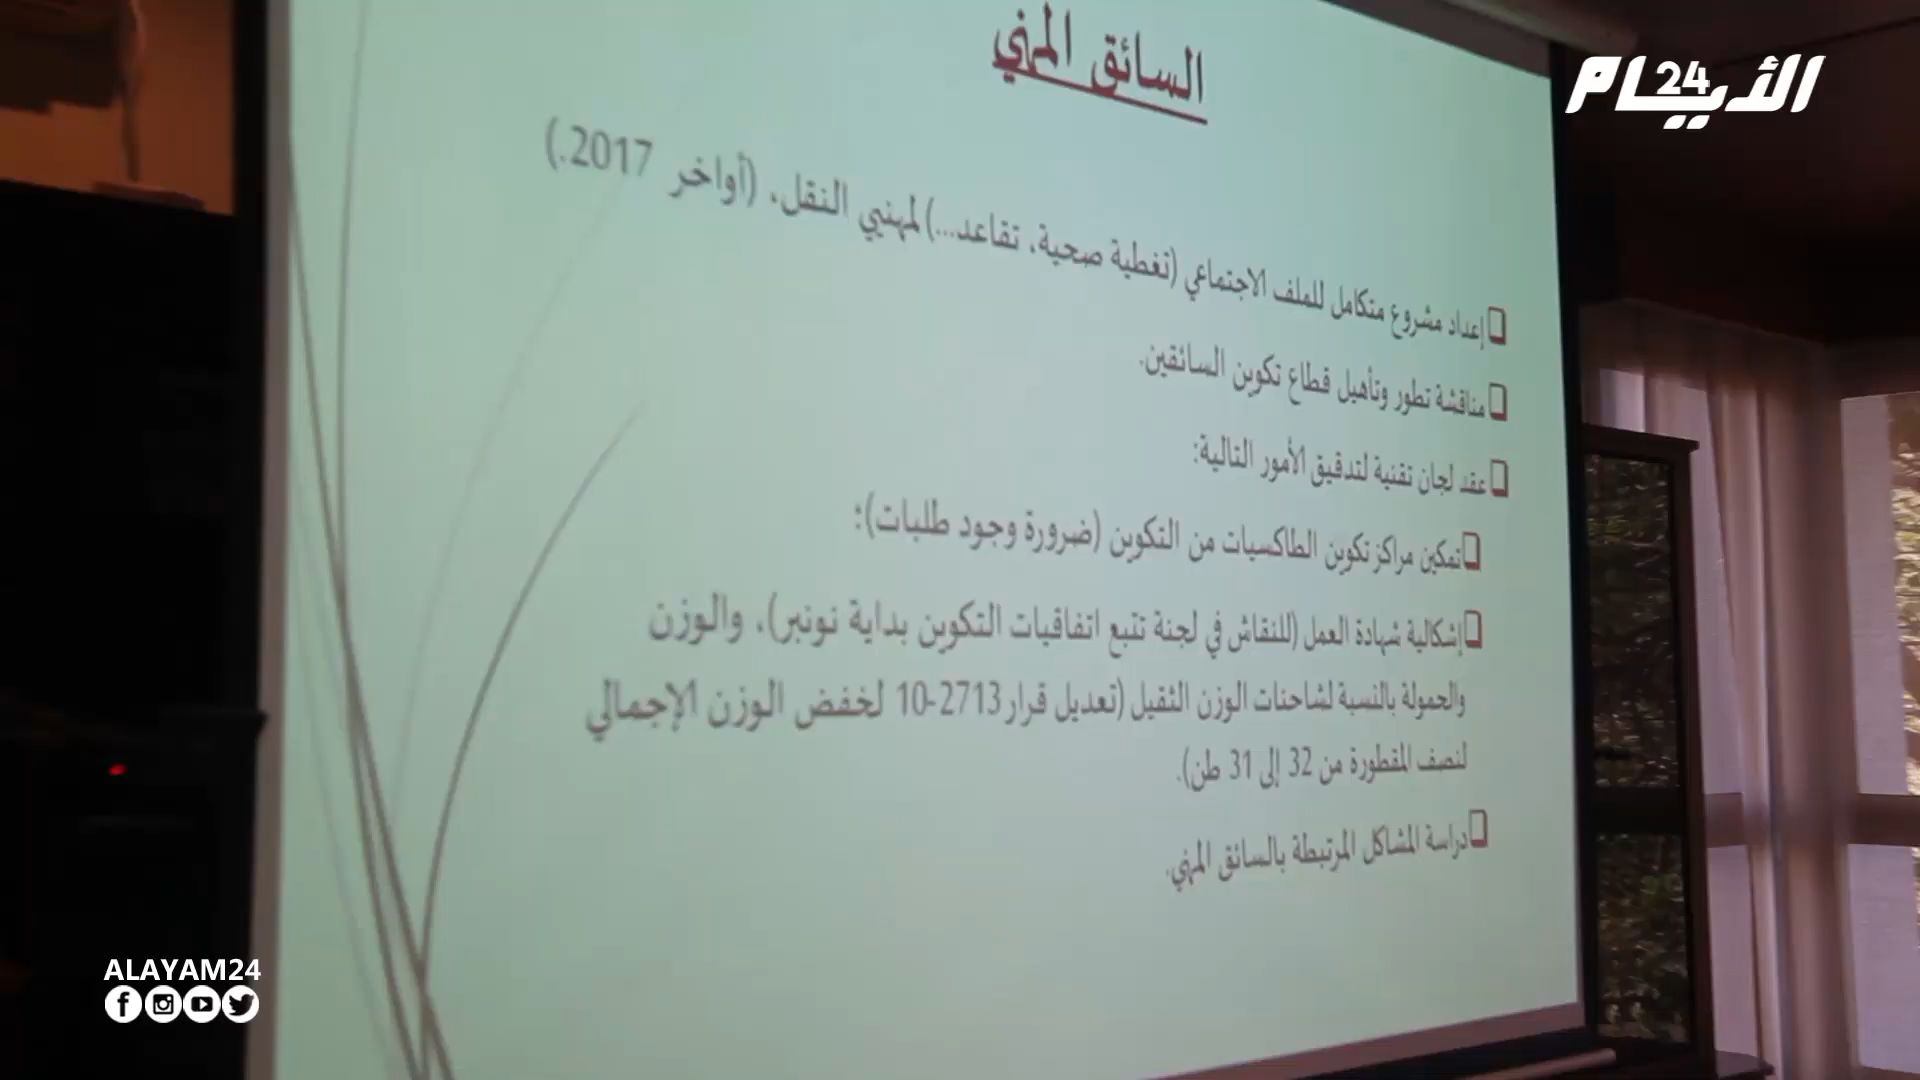 السائق المهني
الأيام 24
❑إعداد مشروع متكامل للملف الاجتماعي (تغطية صحية، تقاعد...) لمهنيي النقل، (أواخر 2017.)
❑مناقشة تطور وتأهيل قطاع تكوين السائقين.
❑عقد لجان تقنية لتدقيق الأمور التالية:
❑تمكين مراكز تكوين الطاكسيات من التكوين (ضرورة وجود طلبات)؛
❑إشكالية شهادة العمل (للنقاش في لجنة تتبع اتفاقيات التكوين بداية نونبر)، والوزن
والحمولة بالنسبة لشاحنات الوزن الثقيل (تعديل قرار 2713-10 لخفض الوزن الإجمالي
لنصف المقطورة من 32 إلى 31 طن).
❑دراسة المشاكل المرتبطة بالسائق المهني.
ALAYAM24